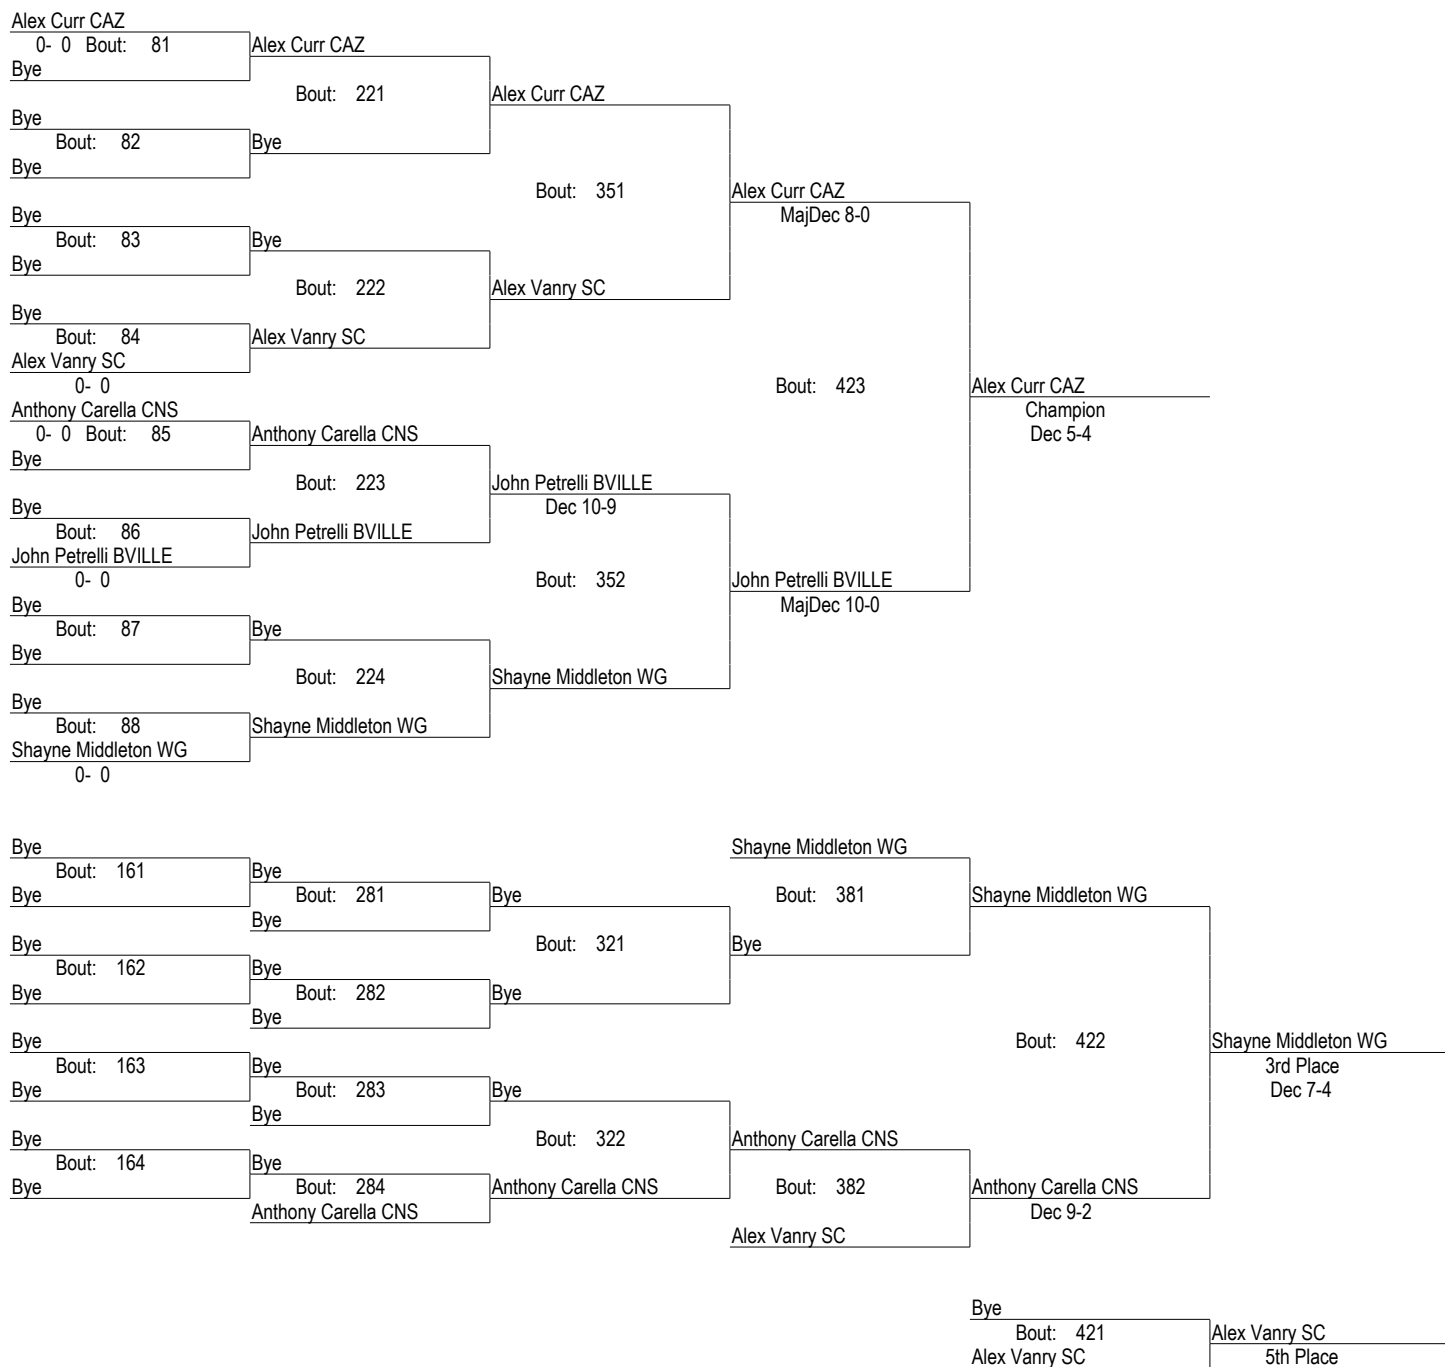 Alex Curr CAZ
0- 0 Bout: 81 Alex Curr CAZ
Bye
Bout: 221 Alex Curr CAZ
Bye
Bout: 82 Bye
Bye
Bout: 351 Alex Curr CAZ
Bye MajDec 8-0
Bout: 83 Bye
Bye
Bout: 222 Alex Vanry SC
Bye
Bout: 84 Alex Vanry SC
Alex Vanry SC
0- 0 Bout: 423 Alex Curr CAZ
Anthony Carella CNS Champion
0- 0 Bout: 85 Anthony Carella CNS Dec 5-4
Bye
Bout: 223 John Petrelli BVILLE
Bye Dec 10-9
Bout: 86 John Petrelli BVILLE
John Petrelli BVILLE
0- 0 Bout: 352 John Petrelli BVILLE
Bye MajDec 10-0
Bout: 87 Bye
Bye
Bout: 224 Shayne Middleton WG
Bye
Bout: 88 Shayne Middleton WG
Shayne Middleton WG
0- 0
Bye Shayne Middleton WG
Bout: 161 Bye
Bye Bout: 281 Bye Bout: 381 Shayne Middleton WG
Bye
Bye Bout: 321 Bye
Bout: 162 Bye
Bye Bout: 282 Bye
Bye
Bye Bout: 422 Shayne Middleton WG
Bout: 163 Bye 3rd Place
Bye Bout: 283 Bye Dec 7-4
Bye
Bye Bout: 322 Anthony Carella CNS
Bout: 164 Bye
Bye Bout: 284 Anthony Carella CNS Bout: 382 Anthony Carella CNS
Anthony Carella CNS Dec 9-2
Alex Vanry SC
Bye
Bout: 421 Alex Vanry SC
Alex Vanry SC 5th Place